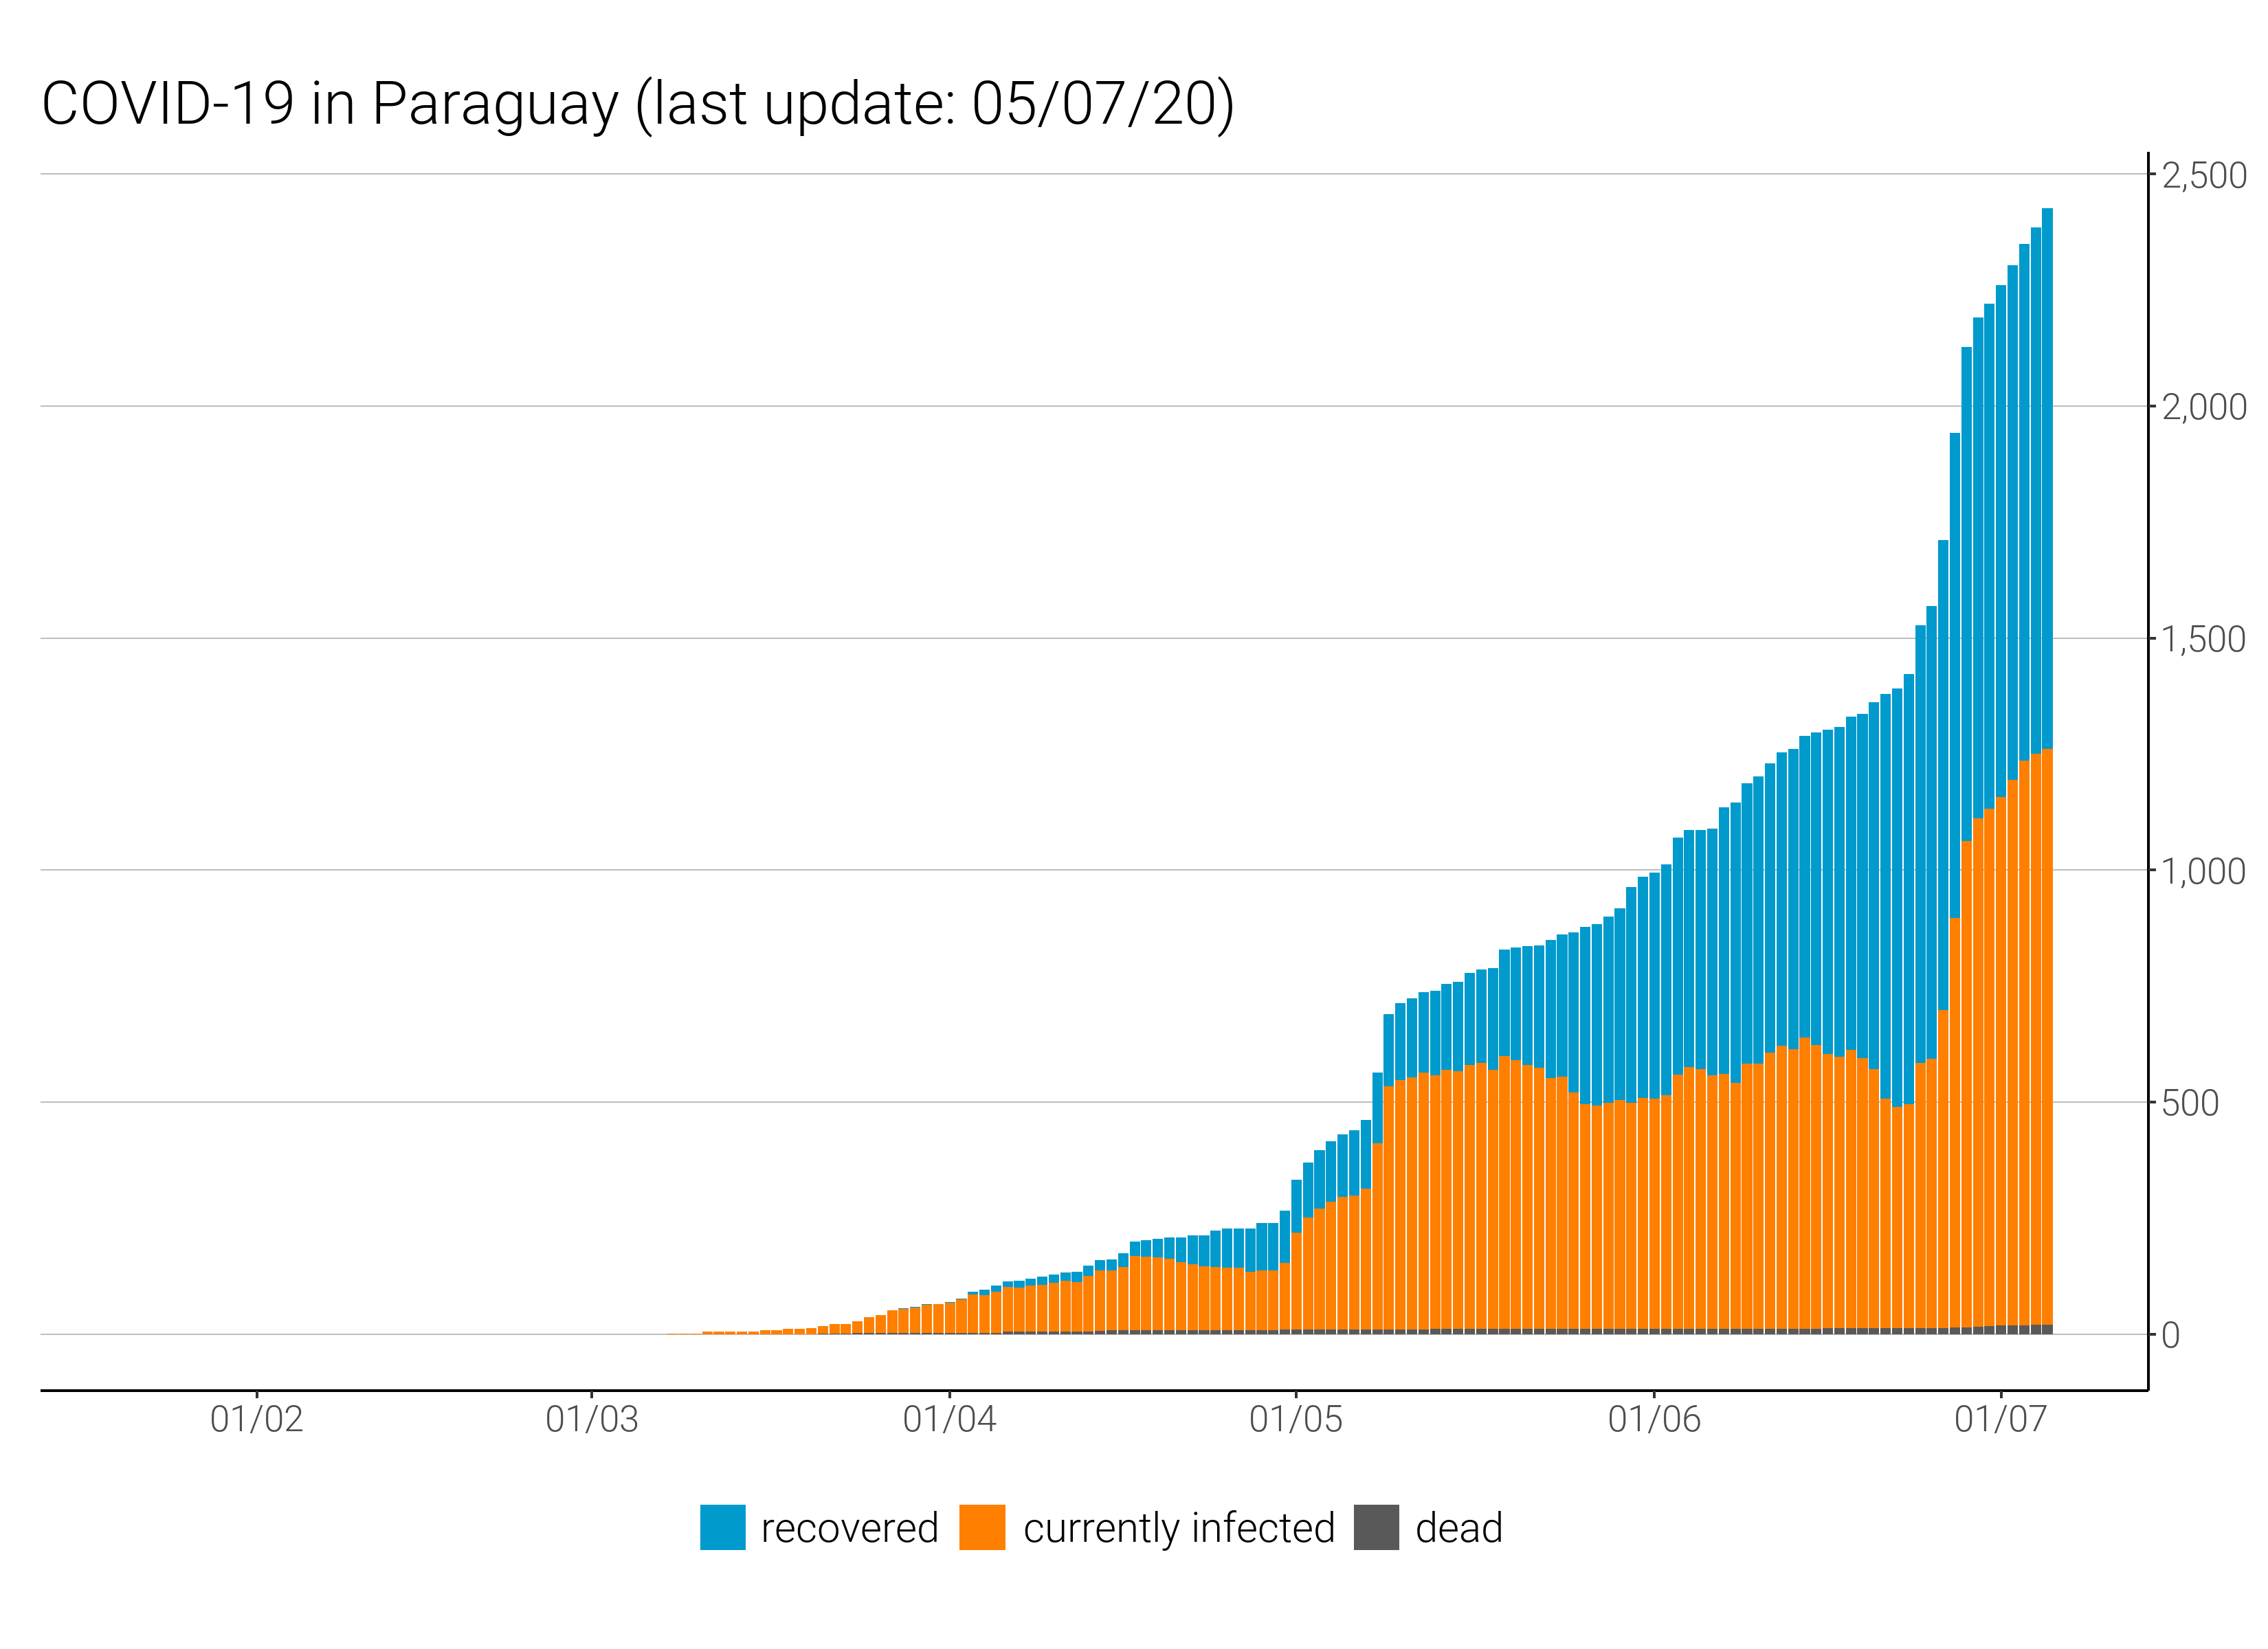 COVID-19 in Paraguay (last update: 05/07/20)
2,500
2,000
1,500
1,000
500
0
01/02 01/03 01/04 01/05 01/06 01/07
recovered currently infected dead